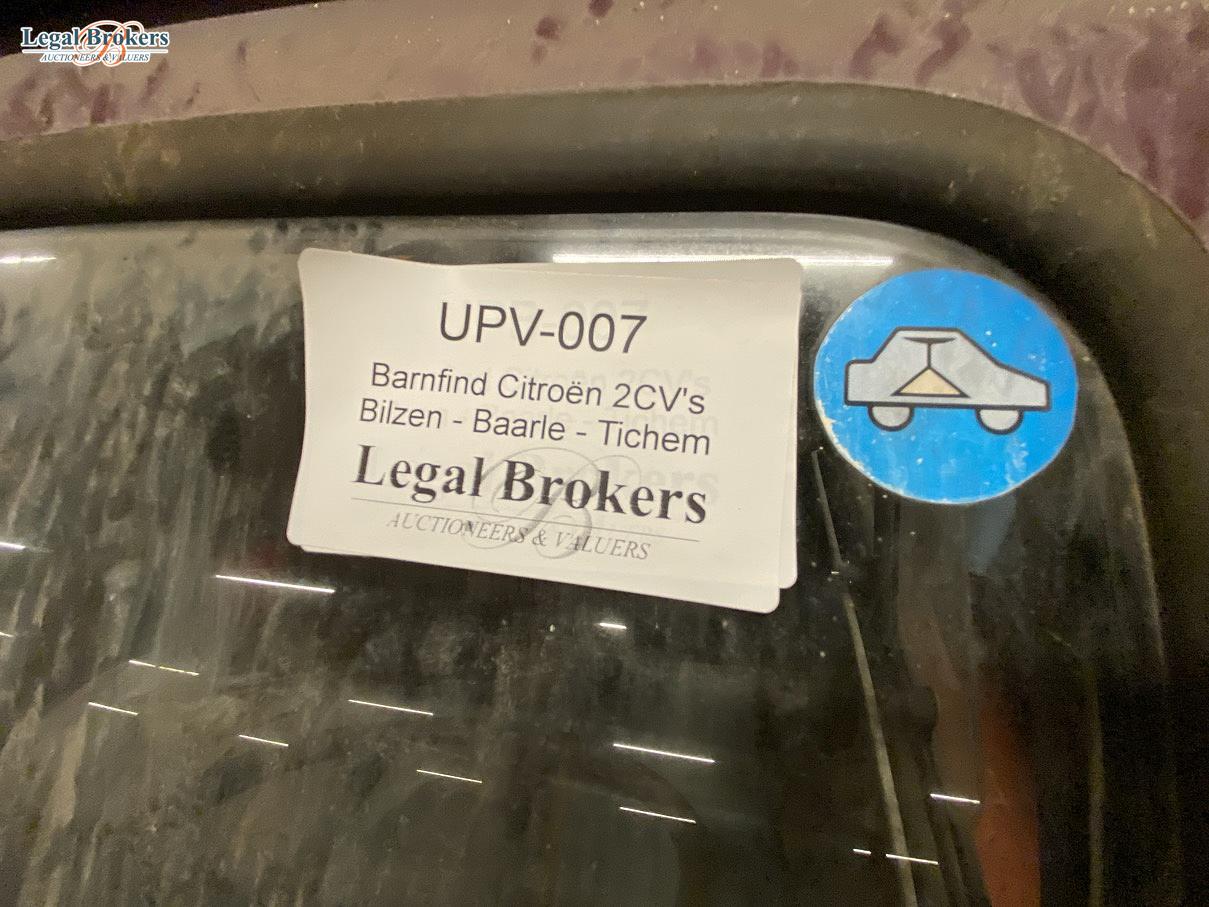 Legal Brokers
AUCTIONEERS & VALUERS
UPV-007
Barnfind Citroën 2CV's
Bilzen - Baarle - Tichem
Legal Brokers
AUCTIONEERS & VALUERS